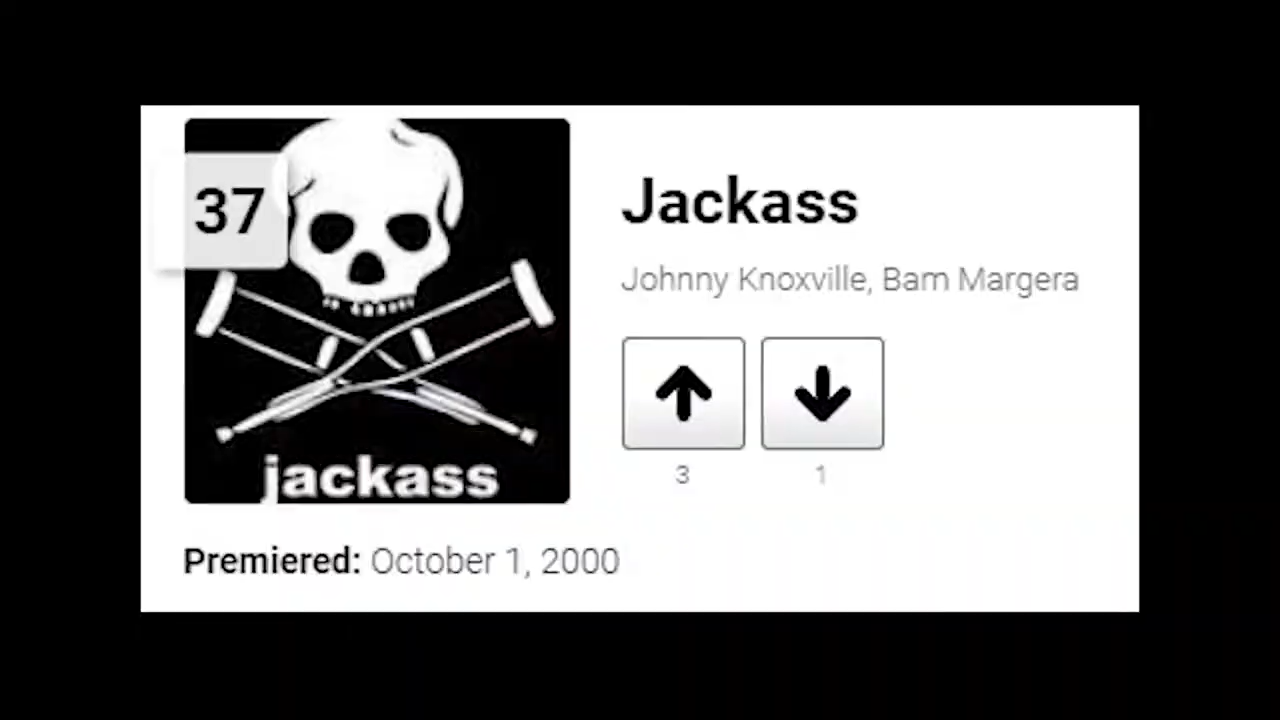 37
jackass
Jackass
Johnny Knoxville, Bam Margera
3 1
Premiered: October 1, 2000